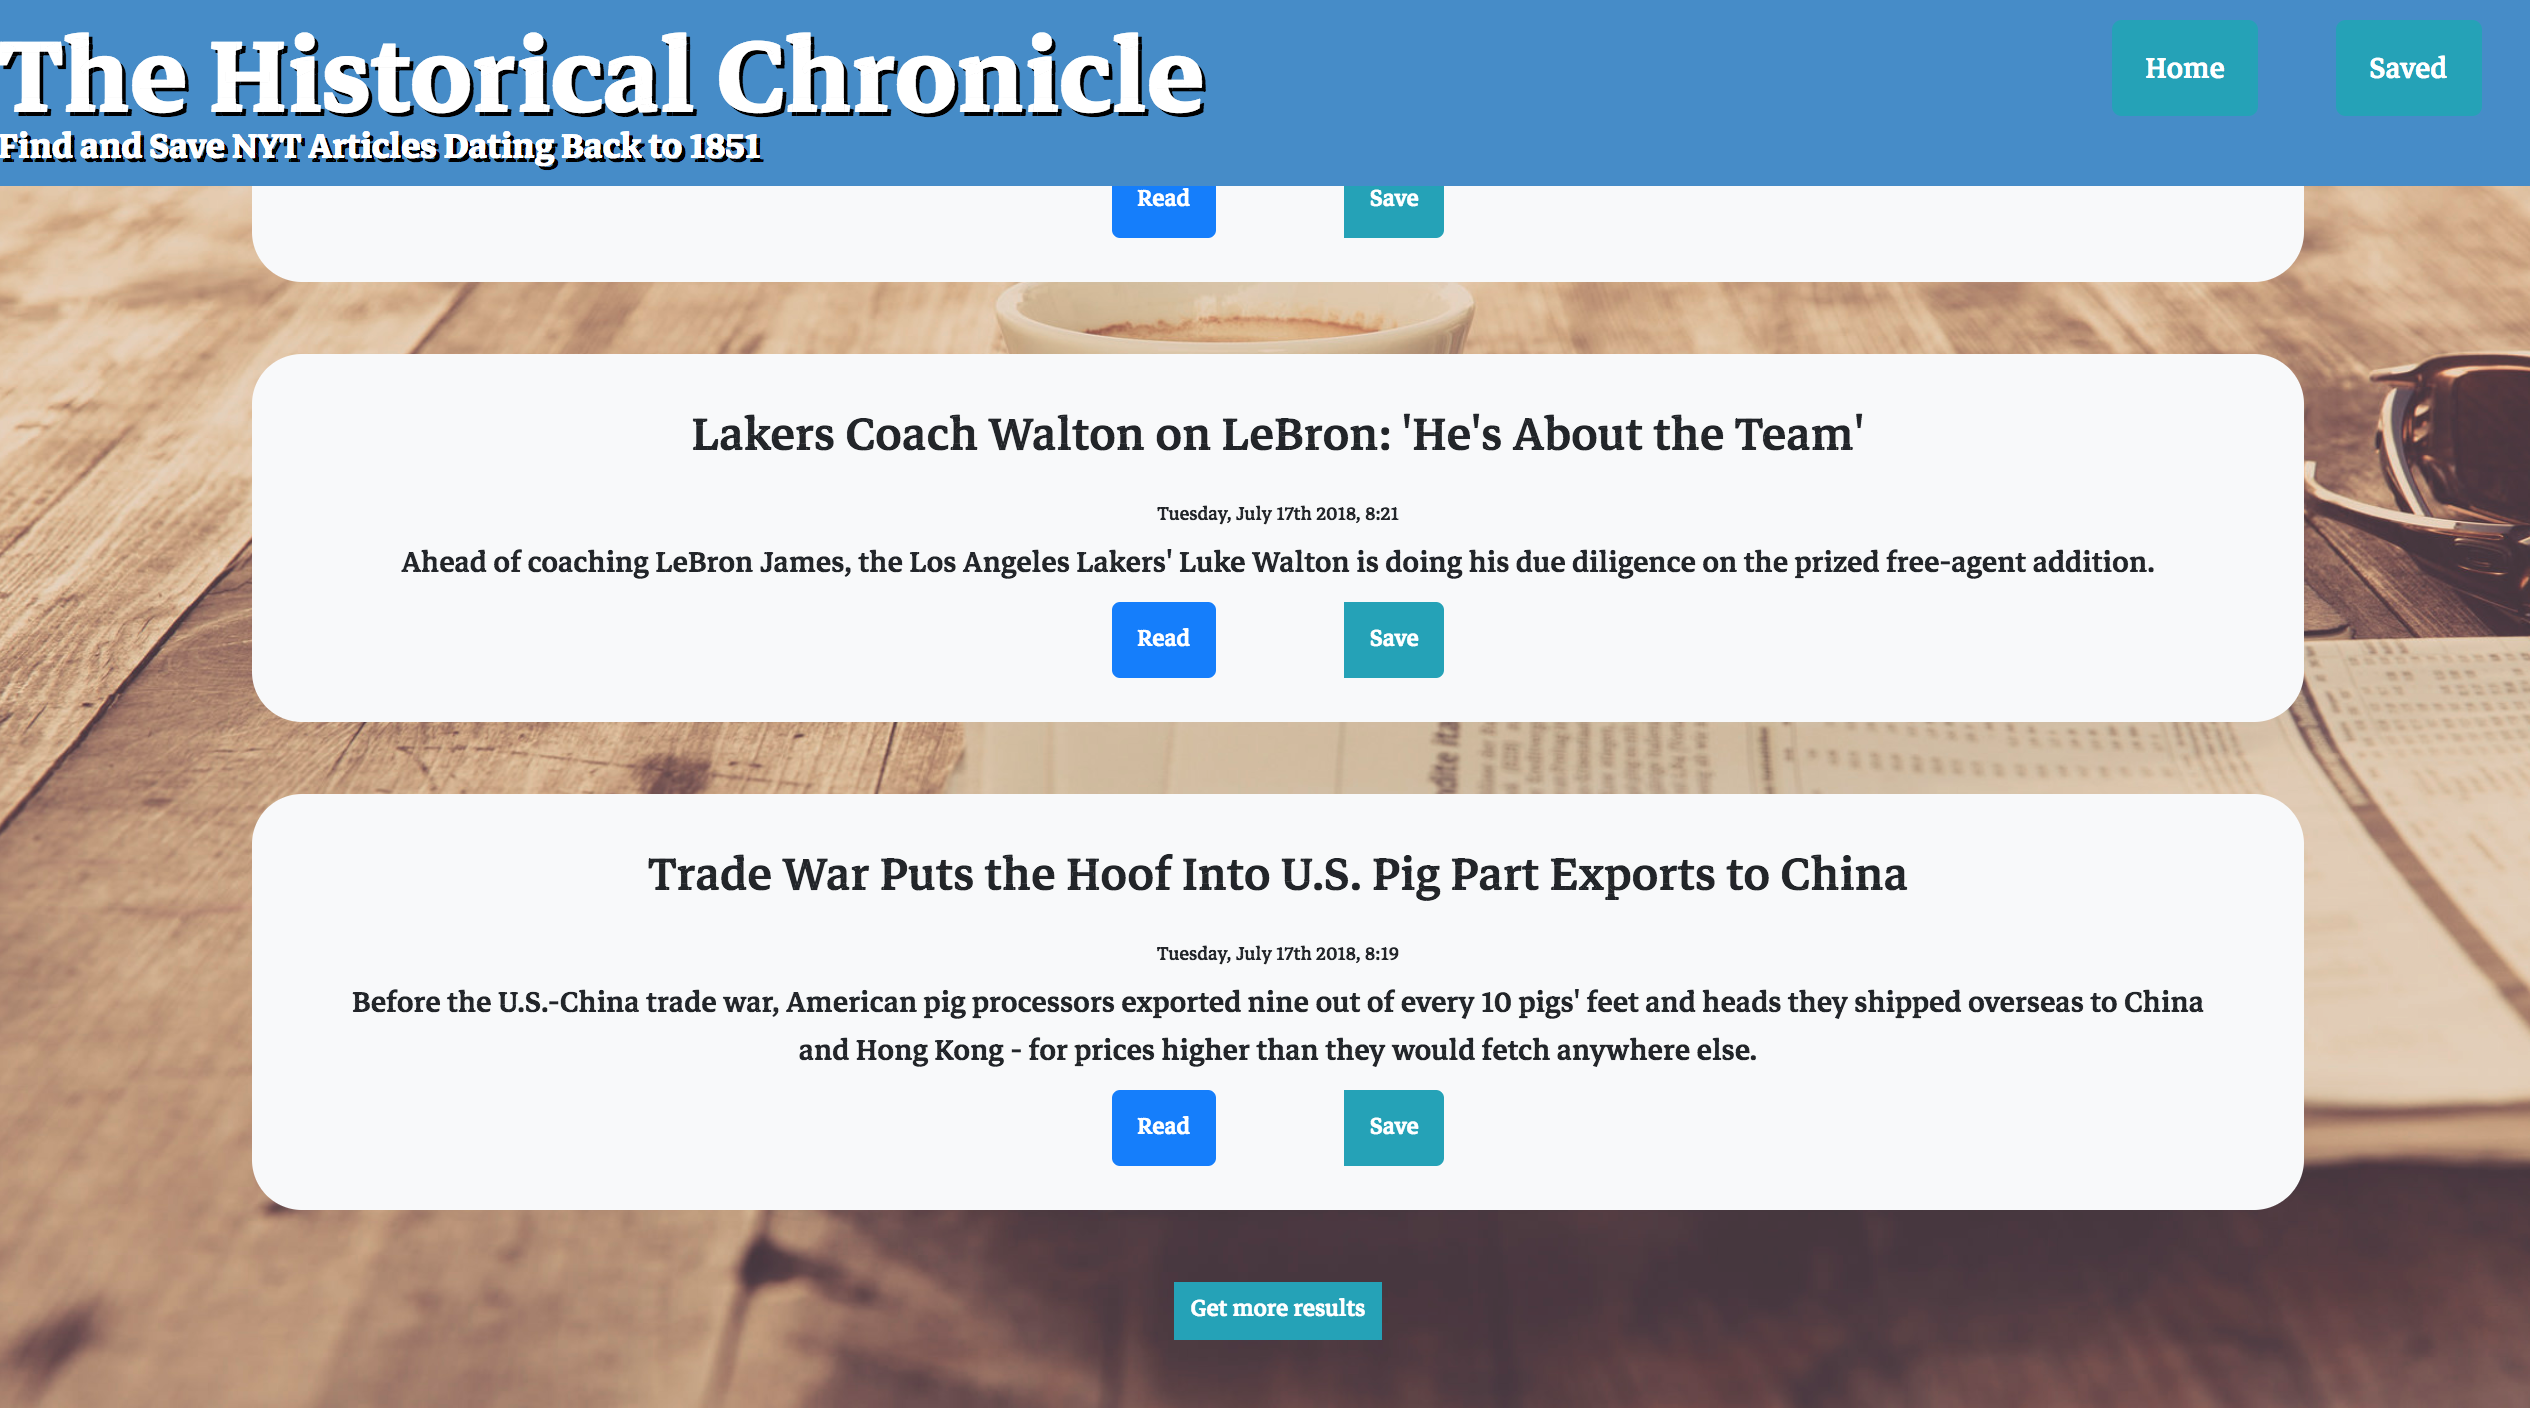 The Historical Chronicle
Home
Saved
Find and Save NYT Articles Dating Back to 1851
Read
Save
Lakers Coach Walton on LeBron: 'He's About the Team'
Tuesday, July 17th 2018, 8:21
Ahead of coaching LeBron James, the Los Angeles Lakers' Luke Walton is doing his due diligence on the prized free-agent addition.
Read
Save
Trade War Puts the Hoof Into U.S. Pig Part Exports to China
Tuesday, July 17th 2018, 8:19
Before the U.S.-China trade war, American pig processors exported nine out of every 10 pigs' feet and heads they shipped overseas to China
and Hong Kong - for prices higher than they would fetch anywhere else.
Read
Save
Get more results